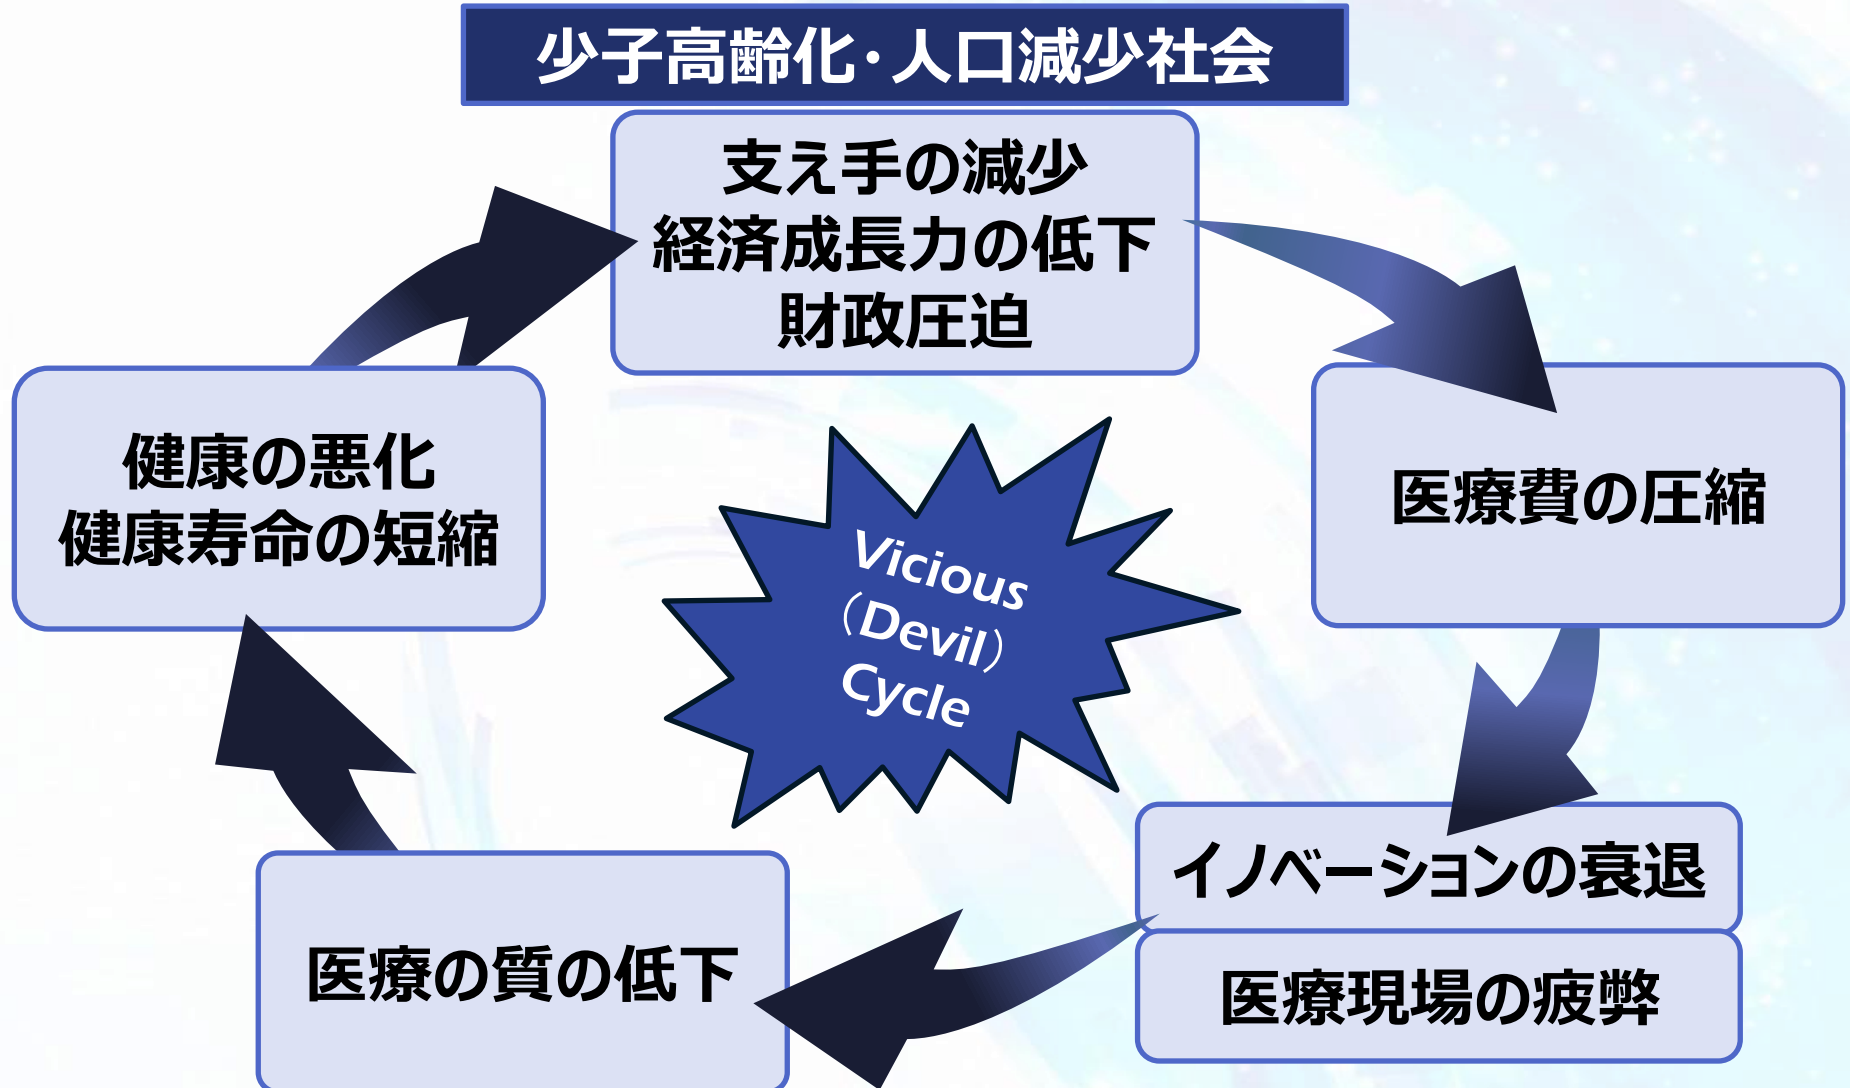 少子高齢化・人口減少社会
支え手の減少
経済成長力の低下
財政圧迫
医療費の圧縮
イノベーションの衰退
医療現場の疲弊
医療の質の低下
健康の悪化
健康寿命の短縮
Vicious
（Devil）
Cycle